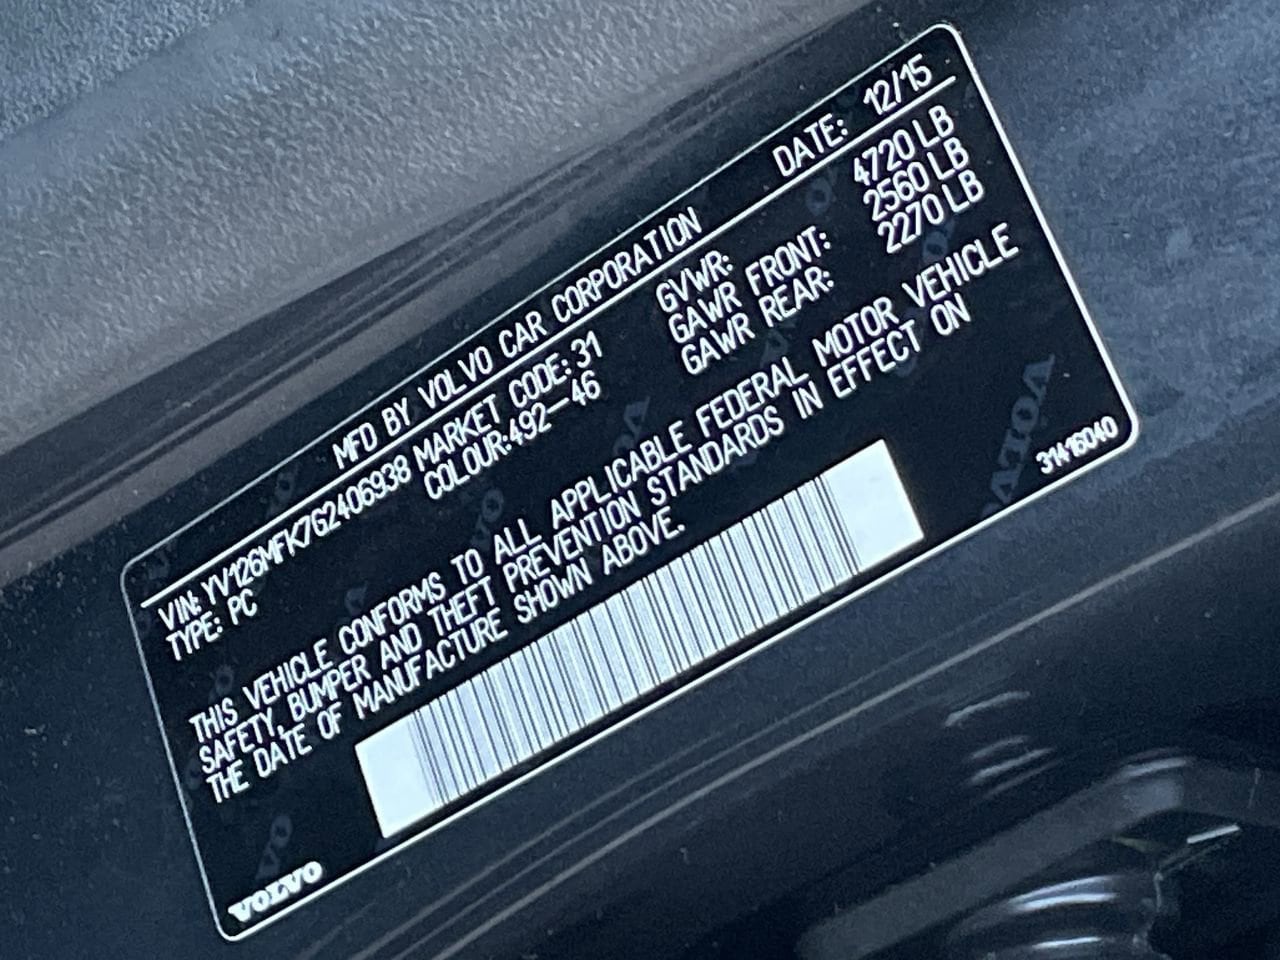 MFD BY VOLVO CAR CORPORATION DATE: 12/15
VIN: YV126MFK7G2406938 MARKET CODE: 31 GVWR: 4720 LB
TYPE: PC COLOUR:492-46 GAWR FRONT: 2560 LB
GAWR REAR: 2270 LB
THIS VEHICLE CONFORMS TO ALL APPLICABLE FEDERAL MOTOR VEHICLE
SAFETY, BUMPER AND THEFT PREVENTION STANDARDS IN EFFECT ON
THE DATE OF MANUFACTURE SHOWN ABOVE.
VOLVO
31416040